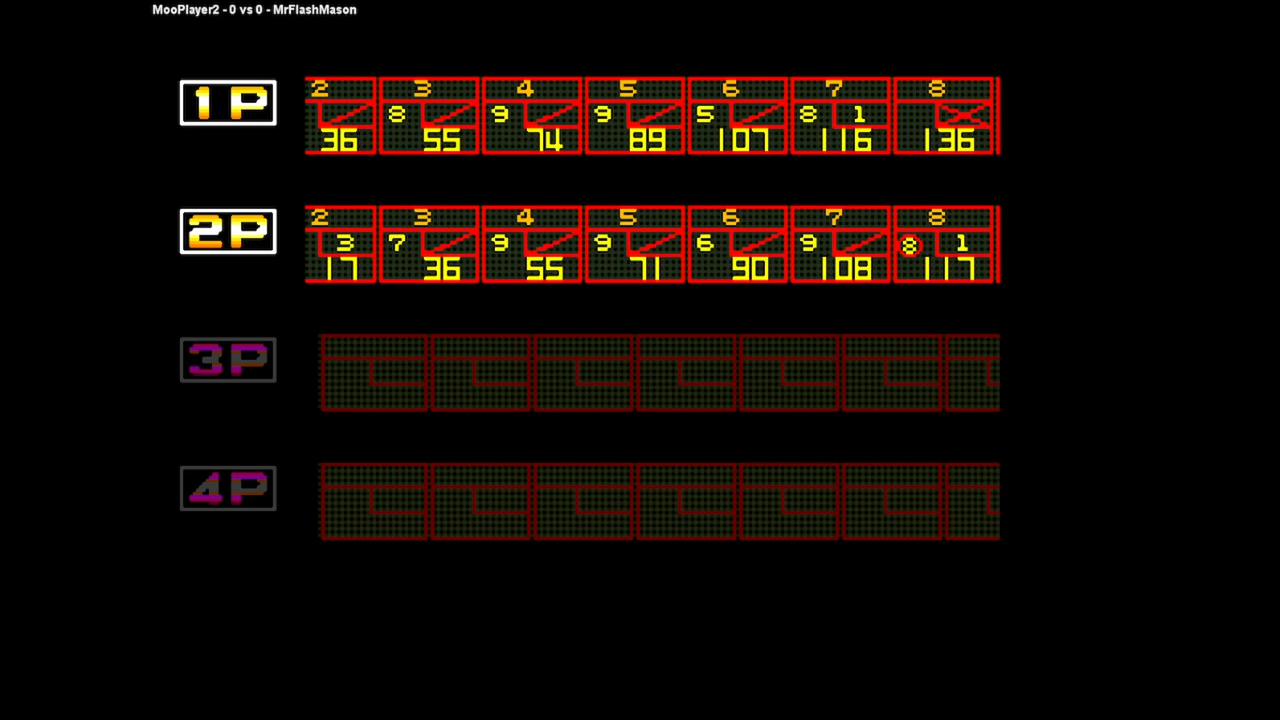 MooPlayer2 - 0 vs 0 - MrFlashMason
1P 2 3 4 5 6 7 8
8 9 9 5 8 1
36 55 74 89 107 116 136
2P 2 3 4 5 6 7 8
3 7 9 9 6 9 8 1
17 36 55 71 90 108 117
3P
4P